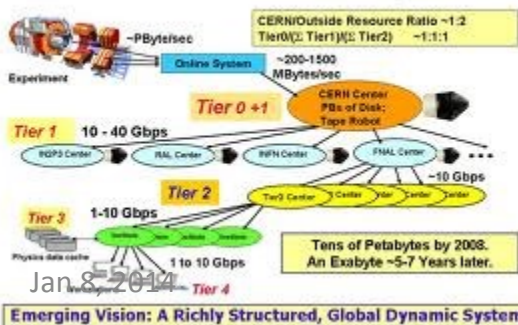 CERN/Outside Resource Ratio ~1:2
Tier0/(Σ Tier1)/(Σ Tier2) ~1:1:1
~PByte/sec
Online System
~200-1500
MBytes/sec
Experiment
CERN Center
PBs of Disk;
Tape Robot
Tier 0 +1
Tier 1
10 - 40 Gbps
IN2P3 Center
RAL Center
INFN Center
FNAL Center
~10 Gbps
Tier 2
Tier2 Center
Center
Center
Center
Center
Tier 3
1-10 Gbps
Physics data cache
1 to 10 Gbps
Tens of Petabytes by 2008.
An Exabyte ~5-7 Years later.
Jan 8, 2014
Tier 4
Emerging Vision: A Richly Structured, Global Dynamic System